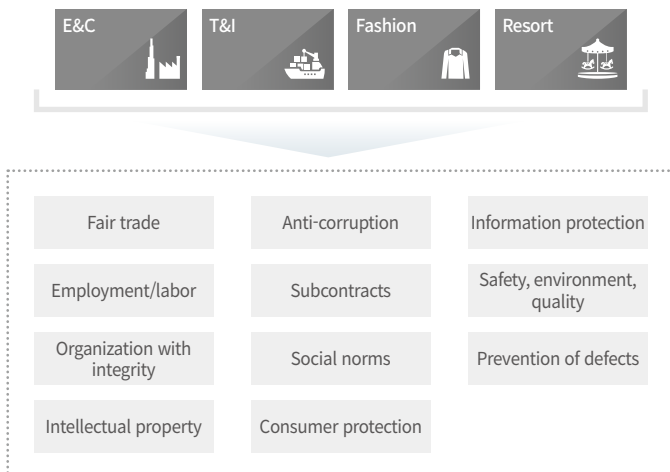 E&C
T&I
Fashion
Resort
Fair trade
Anti-corruption
Information protection
Employment/labor
Subcontracts
Safety, environment,
quality
Organization with
integrity
Social norms
Prevention of defects
Intellectual property
Consumer protection